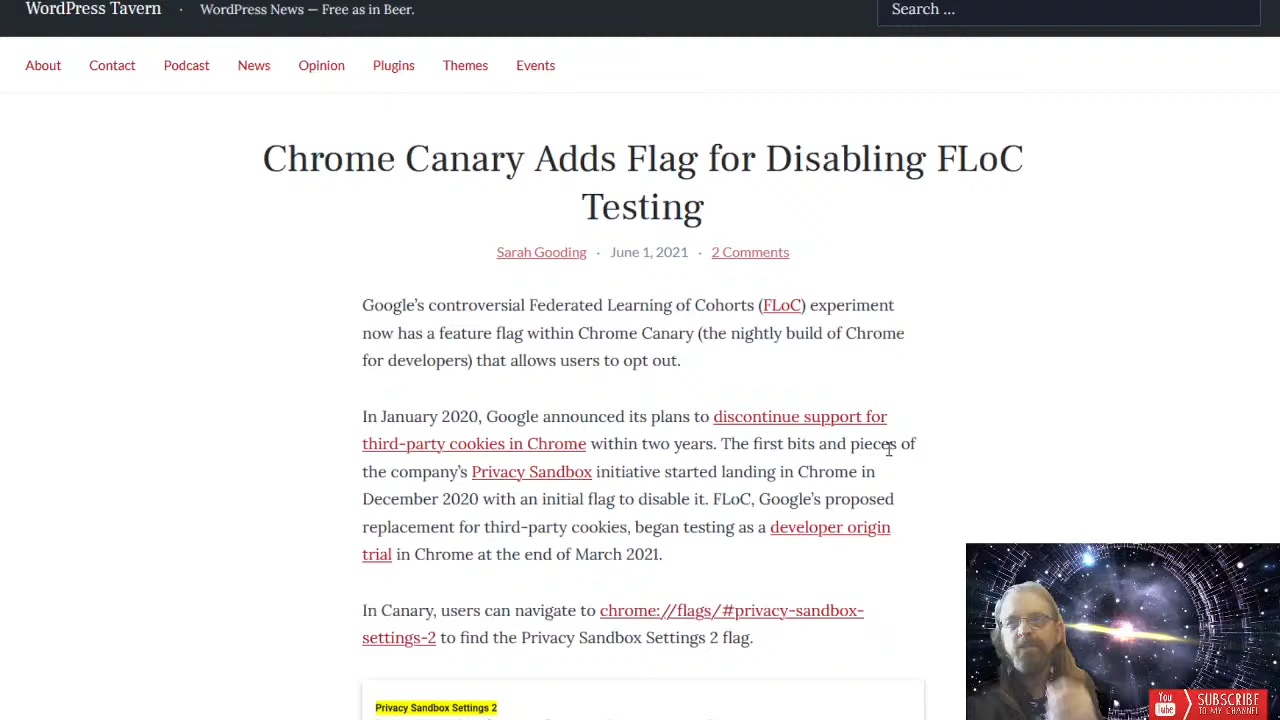 WordPress Tavern · WordPress News — Free as in Beer. Search ...
About Contact Podcast News Opinion Plugins Themes Events
Chrome Canary Adds Flag for Disabling FLoC
Testing
Sarah Gooding · June 1, 2021 · 2 Comments
Google’s controversial Federated Learning of Cohorts (FLoC) experiment
now has a feature flag within Chrome Canary (the nightly build of Chrome
for developers) that allows users to opt out.
In January 2020, Google announced its plans to discontinue support for
third-party cookies in Chrome within two years. The first bits and pieces of
the company’s Privacy Sandbox initiative started landing in Chrome in
December 2020 with an initial flag to disable it. FLoC, Google’s proposed
replacement for third-party cookies, began testing as a developer origin
trial in Chrome at the end of March 2021.
In Canary, users can navigate to chrome://flags/#privacy-sandbox-
settings-2 to find the Privacy Sandbox Settings 2 flag.
Privacy Sandbox Settings 2
You
Tube
SUBSCRIBE
TO MY CHANNEL